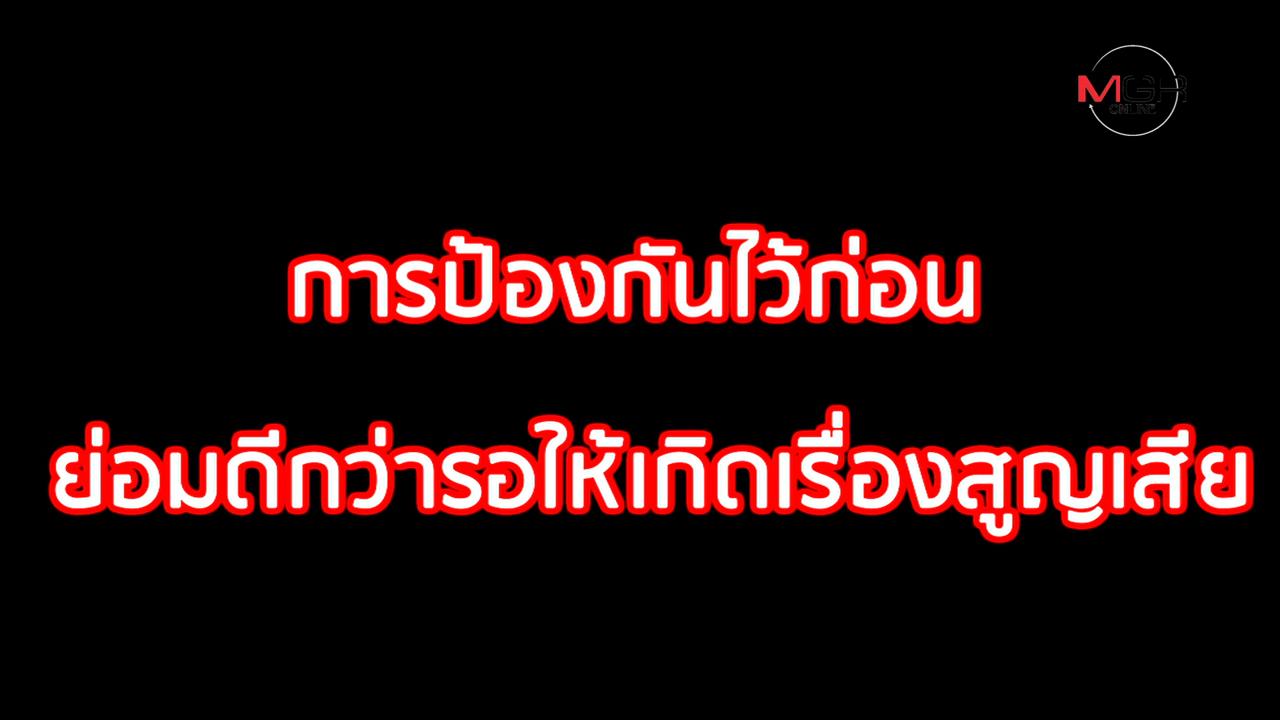 MGR
ONLINE
การป้องกันไว้ก่อน
ย่อมดีกว่ารอให้เกิดเรื่องสูญเสีย